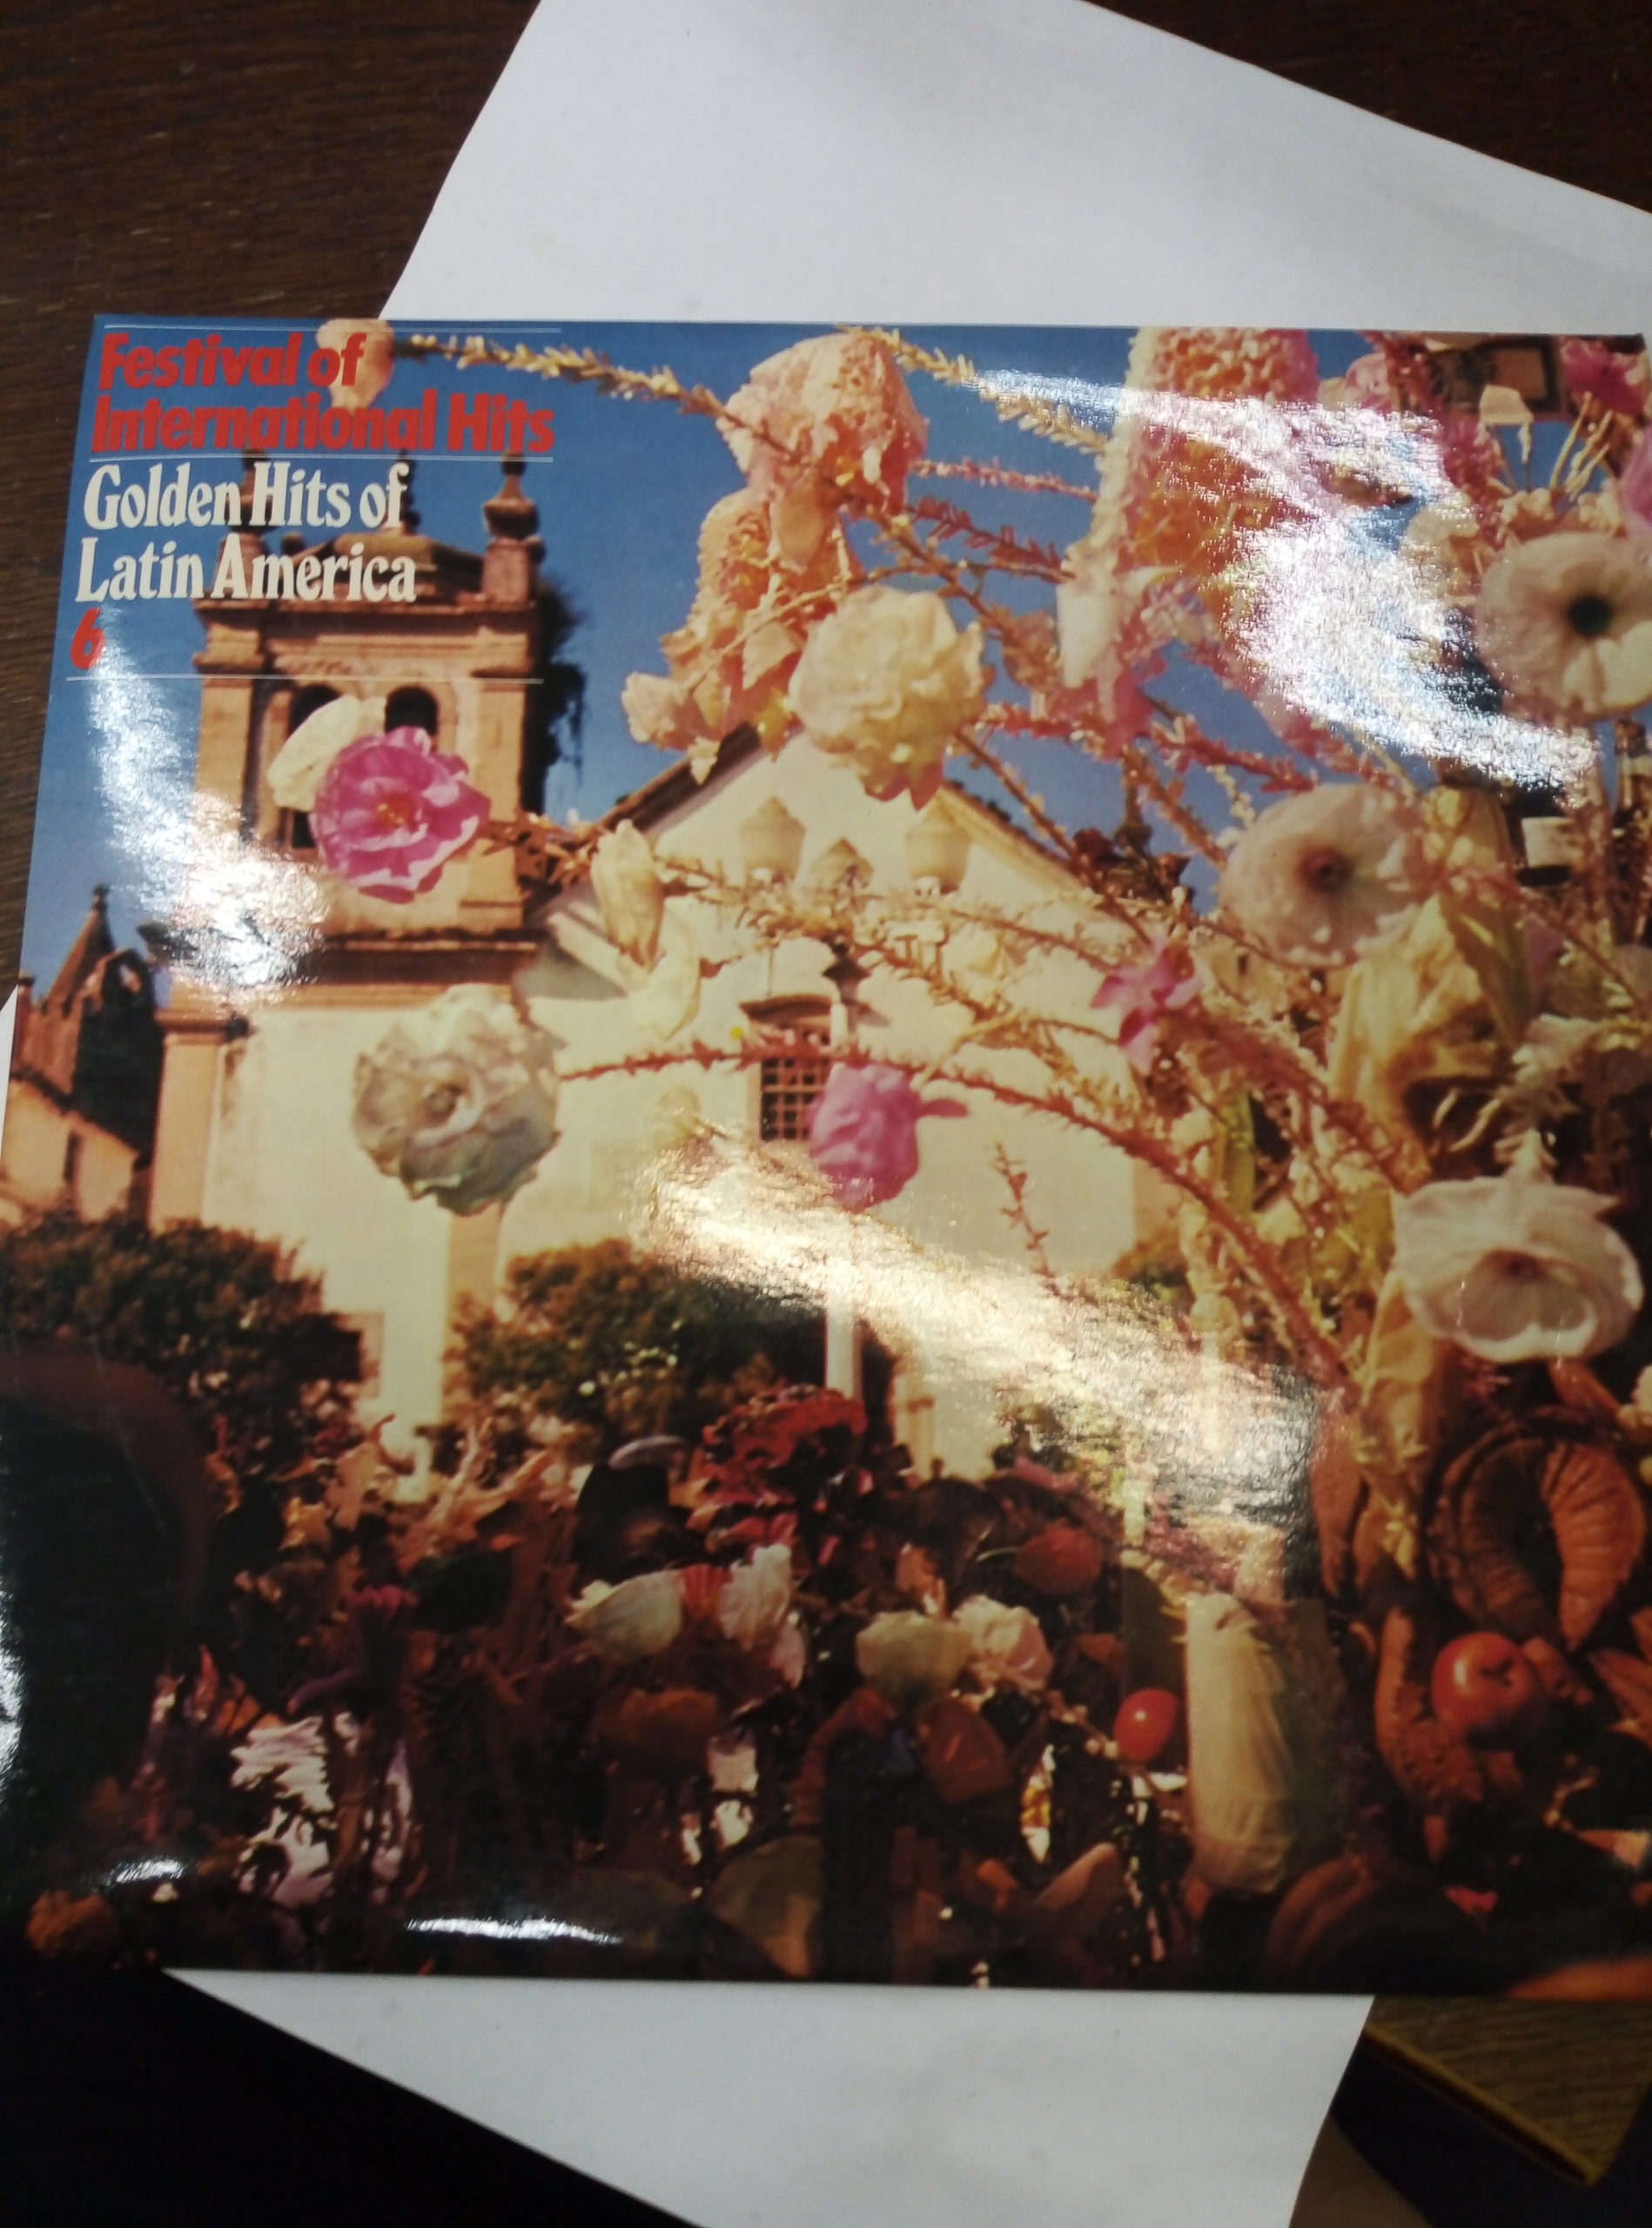 Festival of
International Hits
Golden Hits of
Latin America
6